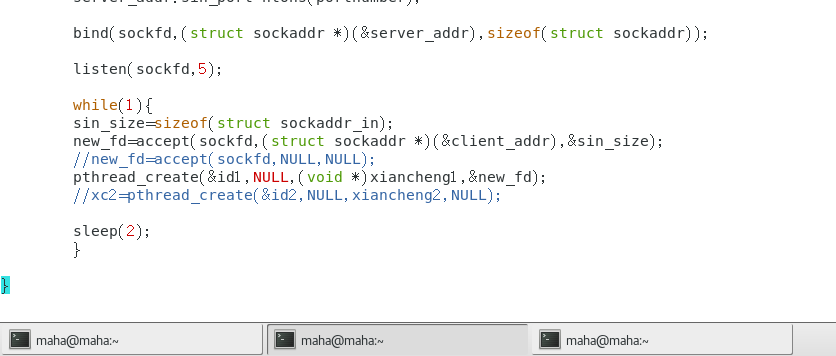 server_addr.sin_port=htons(portnumber);
bind(sockfd,(struct sockaddr *)(&server_addr),sizeof(struct sockaddr));
listen(sockfd,5);
while(1){
sin_size=sizeof(struct sockaddr_in);
new_fd=accept(sockfd,(struct sockaddr *)(&client_addr),&sin_size);
//new_fd=accept(sockfd,NULL,NULL);
pthread_create(&id1,NULL,(void *)xiancheng1,&new_fd);
//xc2=pthread_create(&id2,NULL,xiancheng2,NULL);
sleep(2);
}
}
maha@maha:~ maha@maha:~ maha@maha:~